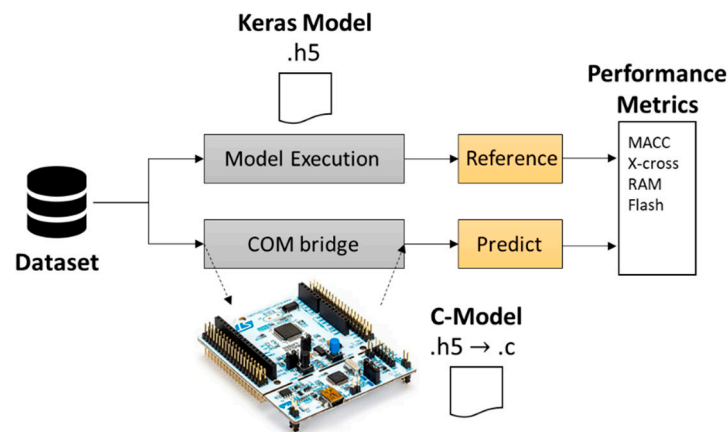 Keras Model
.h5
Performance
Metrics
Model Execution
Reference
MACC
X-cross
RAM
Flash
Dataset
COM bridge
Predict
C-Model
.h5 → .c